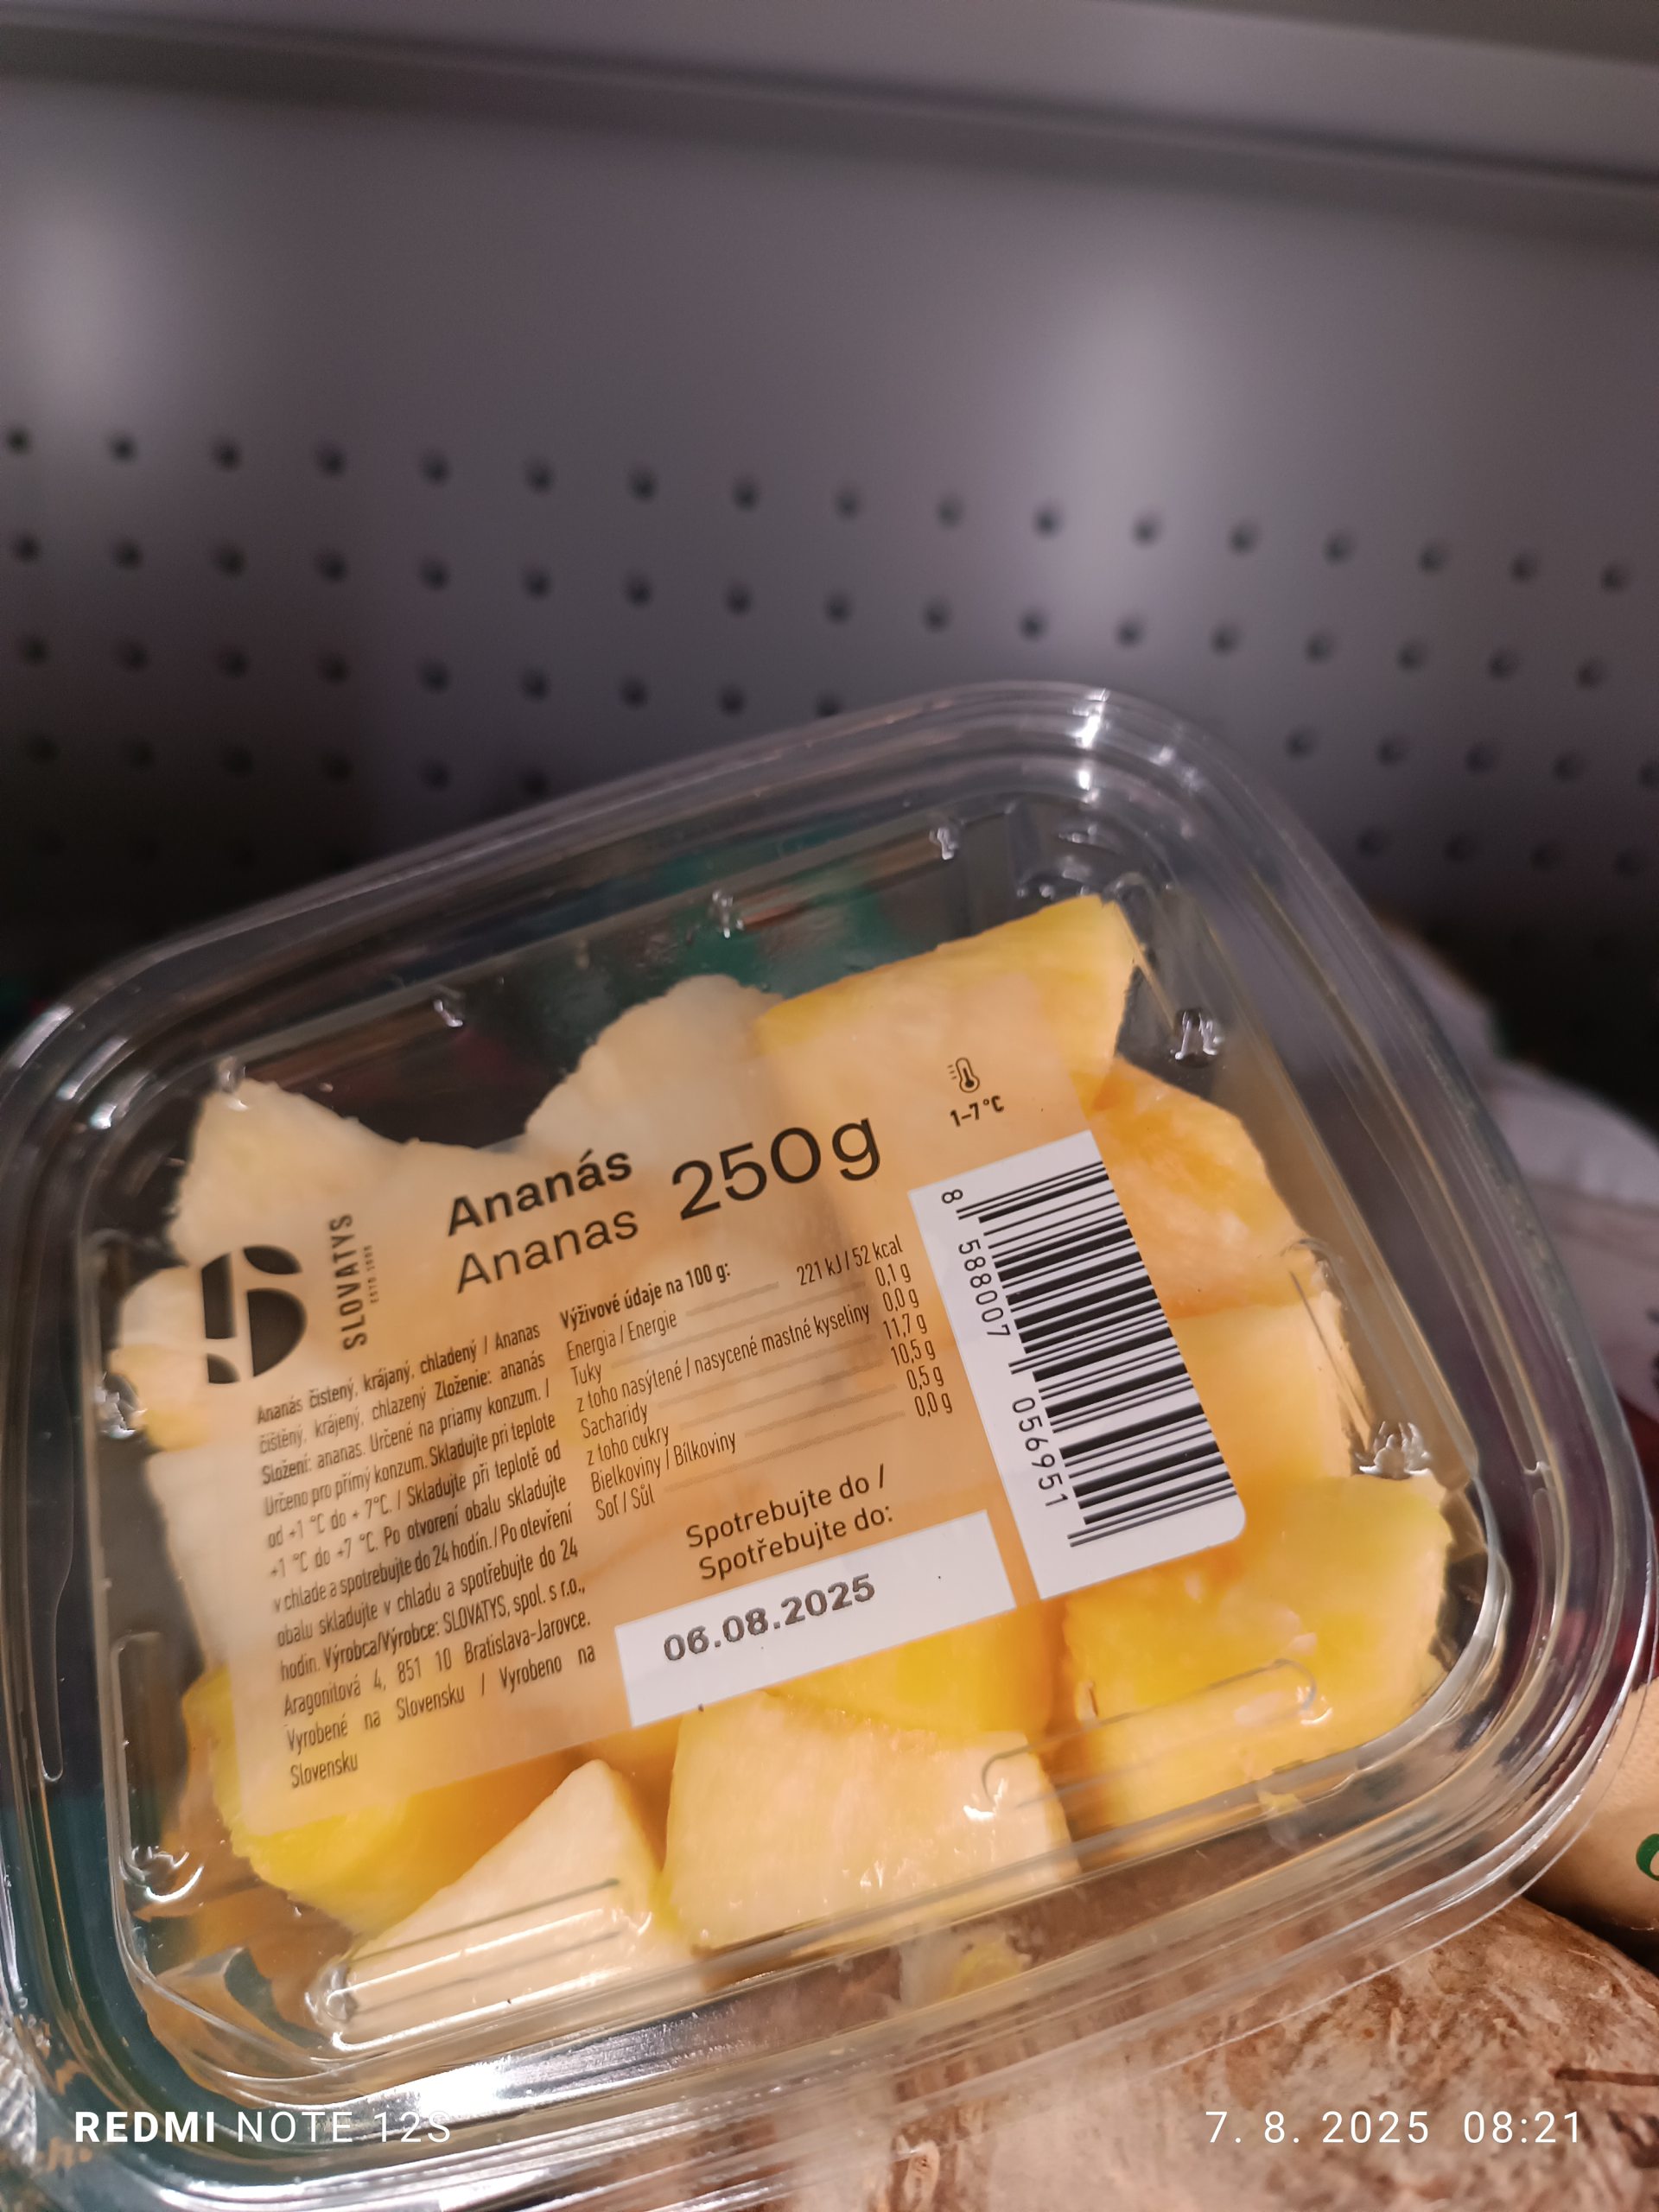 SLOVATYS
ESTD 1991
Ananás
Ananas
250g
1-7°C
Ananás čistený, krájaný, chladený / Ananas
čištěný, krájený, chlazený Zloženie: ananás
Složení: ananas. Určené na priamy konzum. /
Určeno pro přímý konzum. Skladujte pri teplote
od +1 °C do + 7°C. / Skladujte při teplotě od
+1 °C do +7 °C. Po otvorení obalu skladujte
v chlade a spotrebujte do 24 hodín. / Po otevření
obalu skladujte v chladu a spotřebujte do 24
hodin. Výrobca/Výrobce: SLOVATYS, spol. s r.o.,
Aragonitová 4, 851 10 Bratislava-Jarovce.
Vyrobené na Slovensku / Vyrobeno na
Slovensku
Výživové údaje na 100 g:
Energia / Energie 221 kJ / 52 kcal
Tuky 0,1 g
z toho nasýtené / nasycené mastné kyseliny 0,0 g
Sacharidy 11,7 g
z toho cukry 10,5 g
Bielkoviny / Bílkoviny 0,5 g
Soľ / Sůl 0,0 g
Spotrebujte do /
Spotřebujte do:
06.08.2025
8 588007 056951
REDMI NOTE 12S
7. 8. 2025 08:21